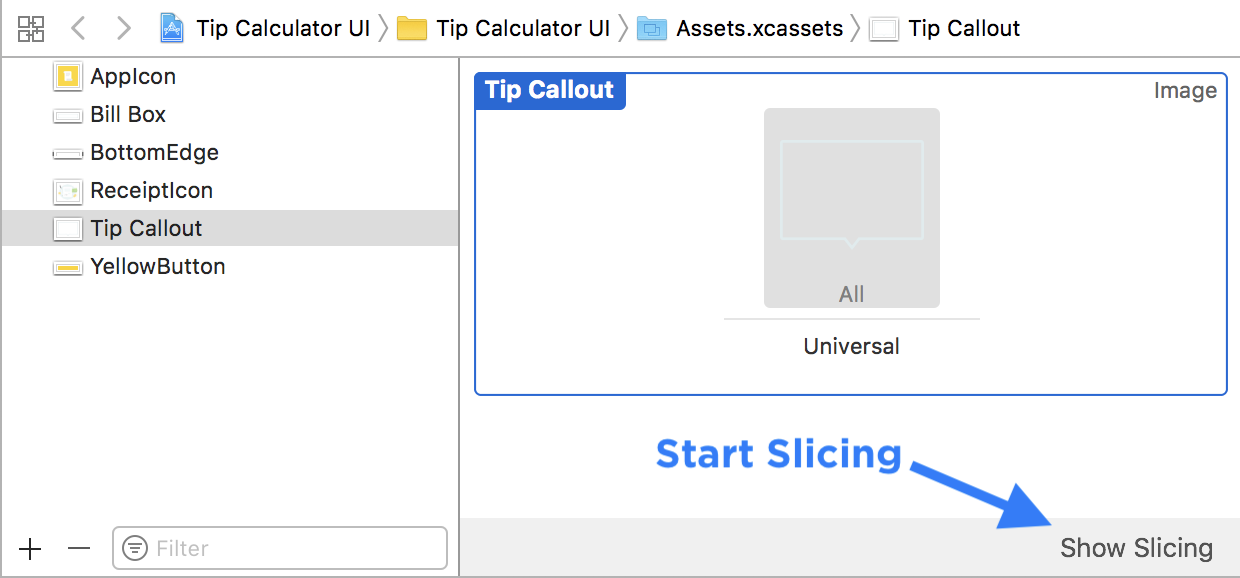 Tip Calculator UI Tip Calculator UI Assets.xcassets Tip Callout
AppIcon
Bill Box
BottomEdge
ReceiptIcon
Tip Callout
YellowButton
Filter
Tip Callout
Image
All
Universal
Start Slicing
Show Slicing